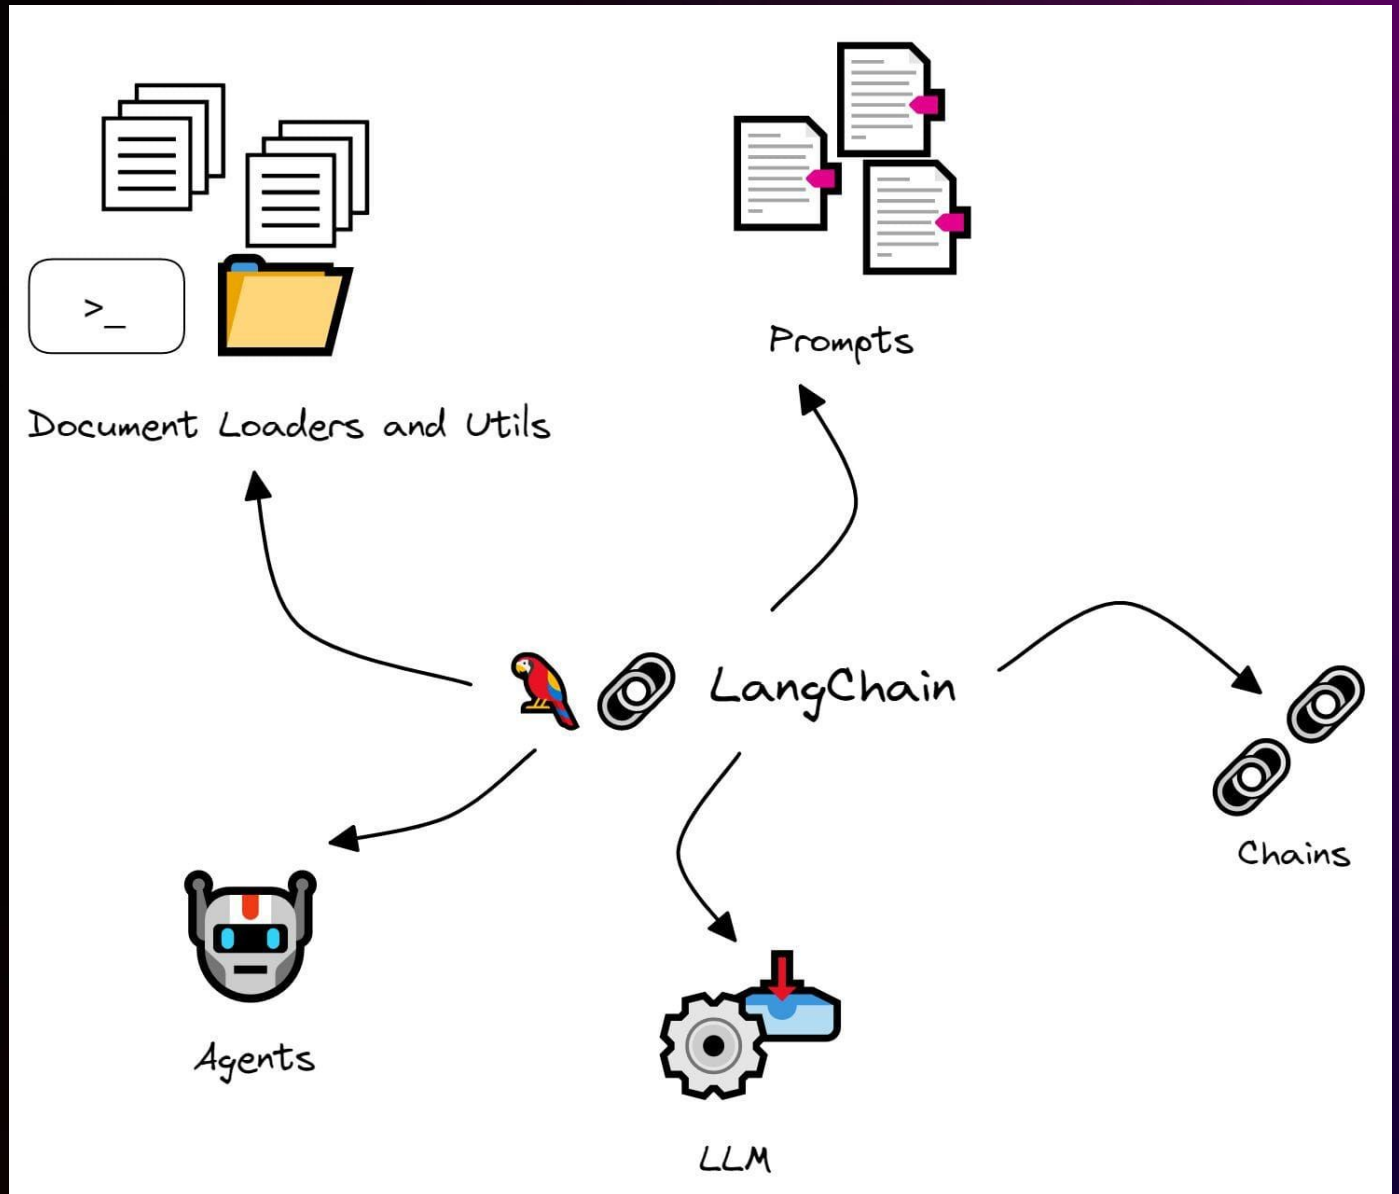 >_
Document Loaders and Utils
Prompts
LangChain
Chains
Agents
LLM